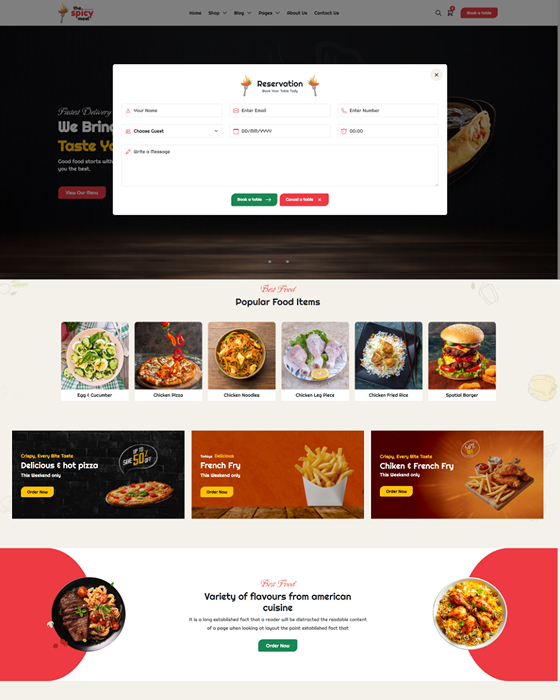 the
spicy
meat
Home
Shop
Blog
Pages
About Us
Contact Us
Book a table
Reservation
Book Your Table Tody
Your Name
Enter Email
Enter Number
Choose Guest
DD/MM/YYYY
00:00
Write a Message
Book a table
Cancel a table
Fastest Delivery
We Bring
Taste Yo
Good food starts with
you the best.
View Our Menu
Best Food
Popular Food Items
Egg & Cucumber
Chicken Pizza
Chicken Noodles
Chicken Leg Piece
Chicken Fried Rice
Spatial Barger
Crispy, Every Bite Taste
Delicious & hot pizza
This Weekend only
Order Now
UP TO
SAVE 50% OFF
Todays Delicious
French Fry
This Weekend only
Order Now
Crispy, Every Bite Taste
Chiken & French Fry
This Weekend only
Order Now
Best Food
Variety of flavours from american
cuisine
It is a long established fact that a reader will be distracted the readable content
of a page when looking at layout the point established fact that
Order Now